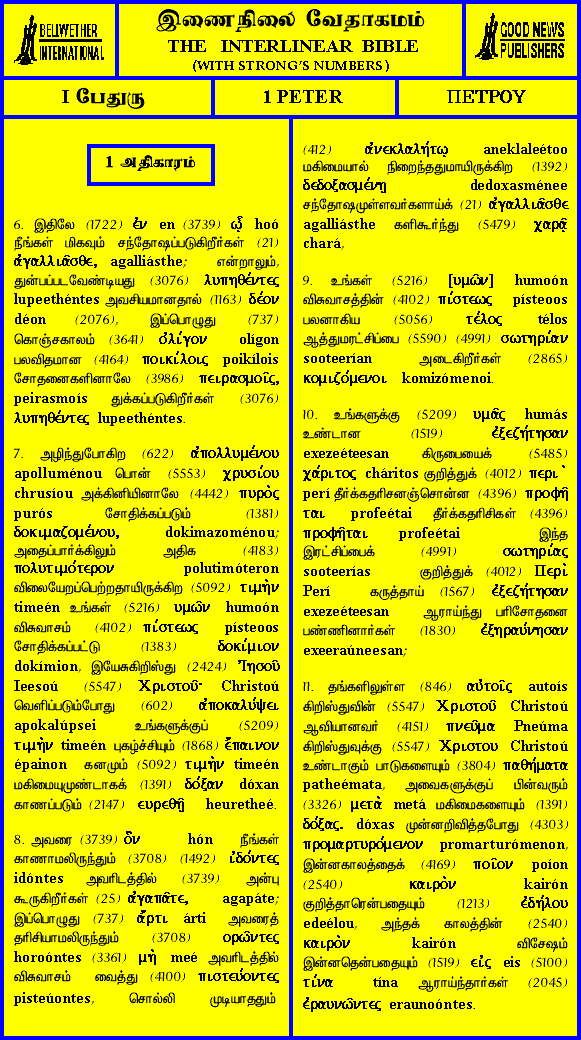 BELLWETHER
INTERNATIONAL
இணைநிலை வேதாகமம்
THE INTERLINEAR BIBLE
(WITH STRONG'S NUMBERS)
GOOD NEWS
PUBLISHERS
I பேதுரு
1 PETER
ΠΕΤΡΟΥ
1 அதிகாரம்
6. இதிலே (1722) ἐν en (3739) ᾧ hoó
நீங்கள் மிகவும் சந்தோஷப்படுகிறீர்கள் (21)
ἀγαλλιᾶσθε, agalliásthe; என்றாலும்,
துன்பப்படவேண்டியது (3076) λυπηθέντες
lupeethéntes அவசியமானதால் (1163) δέον
déon (2076), இப்பொழுது (737)
கொஞ்சகாலம் (3641) ὀλίγον olígon
பலவிதமான (4164) ποικίλοις poikílois
சோதனைகளினாலே (3986) πειρασμοῖς,
peirasmoís துக்கப்படுகிறீர்கள் (3076)
λυπηθέντες lupeethéntes.
7. அழிந்துபோகிற (622) ἀπολλυμένου
apolluménou பொன் (5553) χρυσίου
chrusíou அக்கினியினாலே (4442) πυρὸς
purós சோதிக்கப்படும் (1381)
δοκιμαζομένου, dokimazoménou;
அதைப்பார்க்கிலும் அதிக (4183)
πολυτιμότερον polutimóteron
விலையேறப்பெற்றதாயிருக்கிற (5092) τιμὴν
timeén உங்கள் (5216) υμῶν humoón
விசுவாசம் (4102) πίστεως písteoos
சோதிக்கப்பட்டு (1383) δοκίμιον
dokímion, இயேசுகிறிஸ்து (2424) Ἰησοῦ
Ieesoú (5547) Χριστοῦ· Christoú
வெளிப்படும்போது (602) ἀποκαλύψει
apokalúpsei உங்களுக்குப் (5209)
τιμὴν timeén புகழ்ச்சியும் (1868) ἔπαινον
épainon கனமும் (5092) τιμὴν timeén
மகிமையுமுண்டாகக் (1391) δόξαν dóxan
காணப்படும் (2147) ευρεθῇ heuretheé.
8. அவரை (3739) ὃν hón நீங்கள்
காணாமலிருந்தும் (3708) (1492) ἰδόντες
idóntes அவரிடத்தில் (3739) அன்பு
கூருகிறீர்கள் (25) ἀγαπᾶτε, agapáte;
இப்பொழுது (737) ἄρτι árti அவரைத்
தரிசியாமலிருந்தும் (3708) ορῶντες
horoóntes (3361) μὴ meé அவரிடத்தில்
விசுவாசம் வைத்து (4100) πιστεύοντες
pisteúontes, சொல்லி முடியாததும்
(412) ἀνεκλαλήτῳ aneklaleétoo
மகிமையால் நிறைந்ததுமாயிருக்கிற (1392)
δεδοξασμένῃ dedoxasménee
சந்தோஷமுள்ளவர்களாய்க் (21) ἀγαλλιᾶσθε
agalliásthe களிகூர்ந்து (5479) χαρᾷ
chará,
9. உங்கள் (5216) [υμῶν] humoón
விசுவாசத்தின் (4102) πίστεως písteoos
பலனாகிய (5056) τέλος télos
ஆத்துமரட்சிப்பை (5590) (4991) σωτηρίαν
sooteerían அடைகிறீர்கள் (2865)
κομιζόμενοι komizómenoi.
10. உங்களுக்கு (5209) υμᾶς humás
உண்டான (1519) ἐξεζήτησαν
exezeéteesan கிருபையைக் (5485)
χάριτος cháritos குறித்துக் (4012) περι`
perí தீர்க்கதரிசனஞ்சொன்ன (4396) προφῆ
ται profeétai தீர்க்கதரிசிகள் (4396)
προφῆται profeétai இந்த
இரட்சிப்பைக் (4991) σωτηρίας
sooteerías குறித்துக் (4012) Περὶ
Perí கருத்தாய் (1567) ἐξεζήτησαν
exezeéteesan ஆராய்ந்து பரிசோதனை
பண்ணினார்கள் (1830) ἐξηραύνησαν
exeeraúneesan;
11. தங்களிலுள்ள (846) αὐτοῖς autoís
கிறிஸ்துவின் (5547) Χριστοῦ Christoú
ஆவியானவர் (4151) πνεῦμα Pneúma
கிறிஸ்துவுக்கு (5547) Χριστου Christoú
உண்டாகும் பாடுகளையும் (3804) παθήματα
patheémata, அவைகளுக்குப் பின்வரும்
(3326) μετὰ metá மகிமைகளையும் (1391)
δόξας. dóxas முன்னறிவித்தபோது (4303)
προμαρτυρόμενον promarturómenon,
இன்னகாலத்தைக் (4169) ποῖον poíon
(2540) καιρὸν kairón
குறித்தாரென்பதையும் (1213) ἐδήλου
edeélou, அந்தக் காலத்தின் (2540)
καιρὸν kairón விசேஷம்
இன்னதென்பதையும் (1519) εἰς eis (5100)
τίνα tína ஆராய்ந்தார்கள் (2045)
ἐραυνῶντες eraunoóntes.